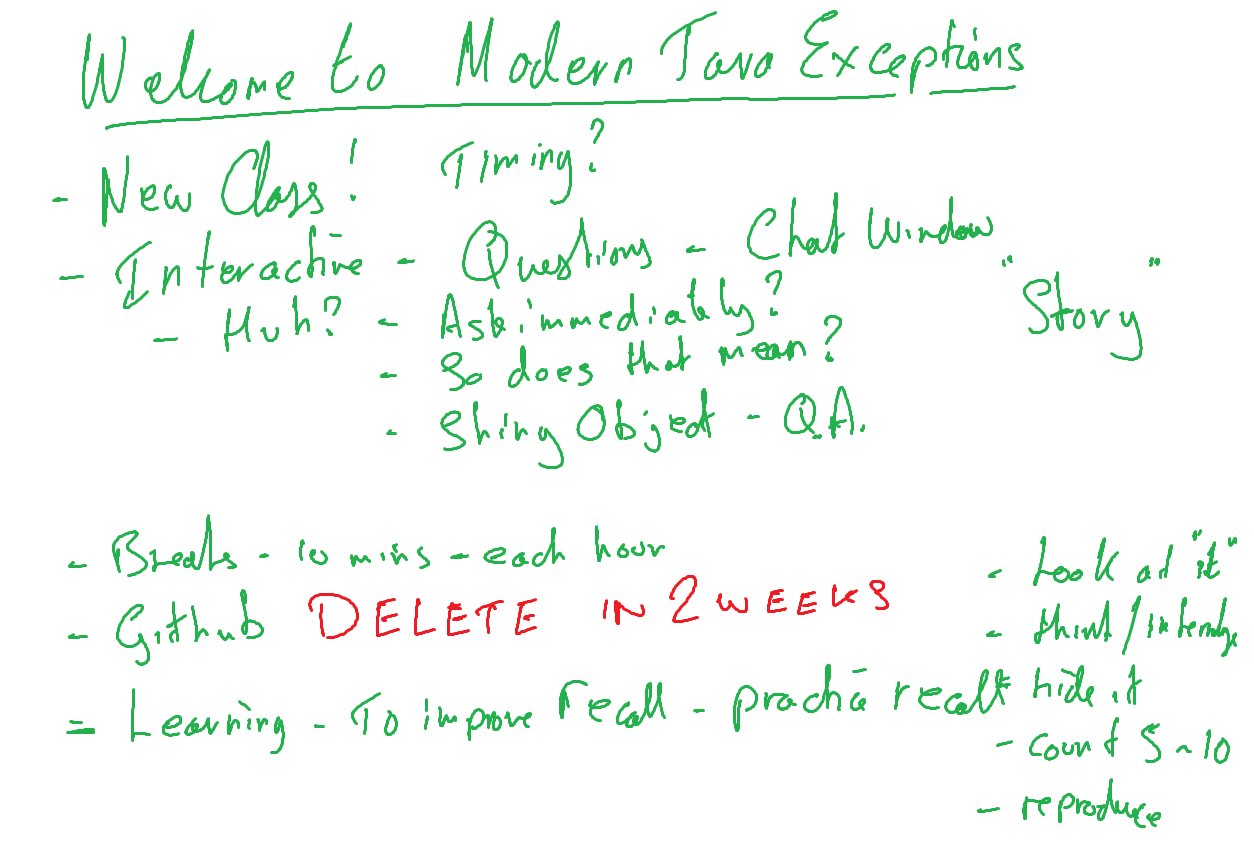 Welcome to Modern Java Exceptions
- New Class! Timing?
- Interactive - Questions - Chat Window
"Story"
- Huh? - Ask immediately?
- So does that mean?
- Shiny Object - Q.A.
- Breaks - 10 mins - each hour
- Github DELETE IN 2 WEEKS
= Learning - To improve recall - practice recall
- Look at "it"
- think/
- hide it
- count 5-10
- reproduce